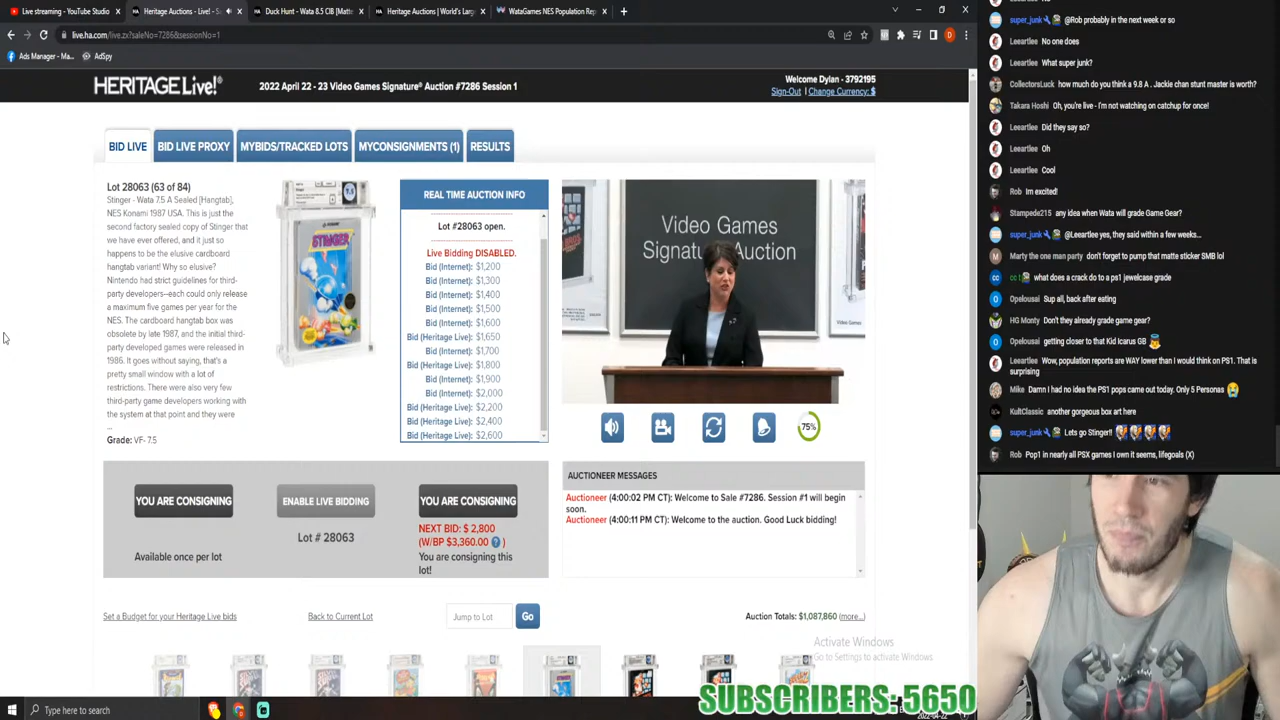 Live streaming - YouTube Studio
Heritage Auctions - Live! - S
Duck Hunt - Wata 8.5 CB [Matte
Heritage Auctions | World's Larg
WataGames NES Population Rep
live.ha.com/live.zx?saleNo=7286&sessionNo=1
Ads Manager - Ma...
AdSpy
HERITAGE Live!®
2022 April 22 - 23 Video Games Signature® Auction #7286 Session 1
Welcome Dylan - 3792195
Sign-Out | Change Currency: $
BID LIVE
BID LIVE PROXY
MYBIDS/TRACKED LOTS
MYCONSIGNMENTS (1)
RESULTS
Lot 28063 (63 of 84)
Stinger - Wata 7.5 A Sealed [Hangtab],
NES Konami 1987 USA. This is just the
second factory sealed copy of Stinger that
we have ever offered, and it just so
happens to be the elusive cardboard
hangtab variant! Why so elusive?
Nintendo had strict guidelines for third-
party developers--each could only release
a maximum five games per year for the
NES. The cardboard hangtab box was
obsolete by late 1987, and the initial third-
party developed games were released in
1986. It goes without saying, that's a
pretty small window with a lot of
restrictions. There were also very few
third-party game developers working with
the system at that point and they were
...
Grade: VF- 7.5
STINGER
REAL TIME AUCTION INFO
Lot #28063 open.
Live Bidding DISABLED.
Bid (Internet): $1,200
Bid (Internet): $1,300
Bid (Internet): $1,400
Bid (Internet): $1,500
Bid (Internet): $1,600
Bid (Heritage Live): $1,650
Bid (Internet): $1,700
Bid (Heritage Live): $1,800
Bid (Internet): $1,900
Bid (Internet): $2,000
Bid (Heritage Live): $2,200
Bid (Heritage Live): $2,400
Bid (Heritage Live): $2,600
Video Games
Signature Auction
75%
YOU ARE CONSIGNING
Available once per lot
ENABLE LIVE BIDDING
Lot # 28063
YOU ARE CONSIGNING
NEXT BID: $ 2,800
(W/BP $3,360.00 ? )
You are consigning this
lot!
AUCTIONEER MESSAGES
Auctioneer (4:00:02 PM CT): Welcome to Sale #7286. Session #1 will begin
soon.
Auctioneer (4:00:11 PM CT): Welcome to the auction. Good Luck bidding!
Set a Budget for your Heritage Live bids
Back to Current Lot
Jump to Lot
Go
Auction Totals: $1,087,860 (more...)
Activate Windows
Go to Settings to activate Windows
SUBSCRIBERS: 5650
Type here to search
2022-04-22
super_junk @Rob probably in the next week or so
Leeartlee No one does
Leeartlee What super junk?
CollectorsLuck how much do you think a 9.8 A . Jackie chan stunt master is worth?
Takara Hoshi Oh, you're live - I'm not watching on catchup for once!
Leeartlee Did they say so?
Leeartlee Oh
Leeartlee Cool
Rob Im excited!
Stampede215 any idea when Wata will grade Game Gear?
super_junk @Leeartlee yes, they said within a few weeks...
Marty the one man party don't forget to pump that matte sticker SMB lol
cc t what does a crack do to a ps1 jewelcase grade
Opelousai Sup all, back after eating
HG Monty Don't they already grade game gear?
Opelousai getting closer to that Kid Icarus GB
Leeartlee Wow, population reports are WAY lower than I would think on PS1. That is
surprising
Mike Damn I had no idea the PS1 pops came out today. Only 5 Personas
KultClassic another gorgeous box art here
super_junk Lets go Stinger!!
Rob Pop1 in nearly all PSX games I own it seems, lifegoals (X)